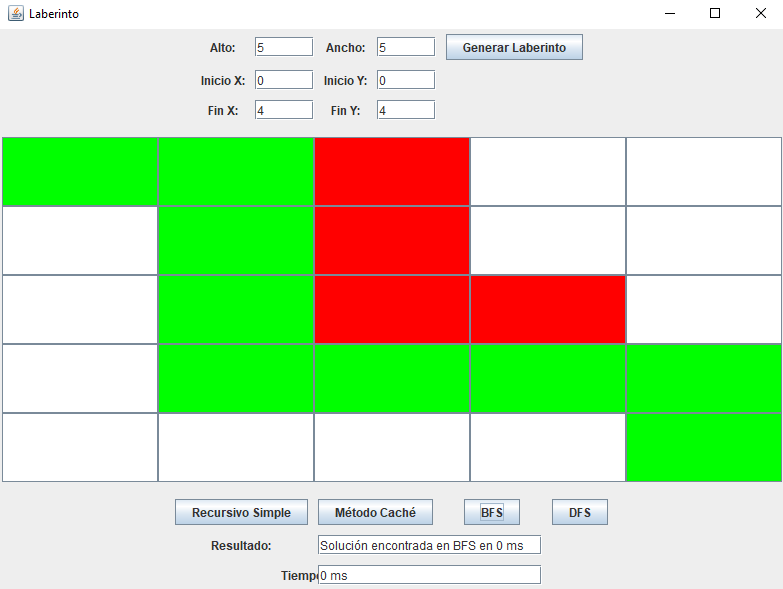 Laberinto
Alto: 5 Ancho: 5 Generar Laberinto
Inicio X: 0 Inicio Y: 0
Fin X: 4 Fin Y: 4
Recursivo Simple Método Caché BFS DFS
Resultado: Solución encontrada en BFS en 0 ms
Tiempo 0 ms